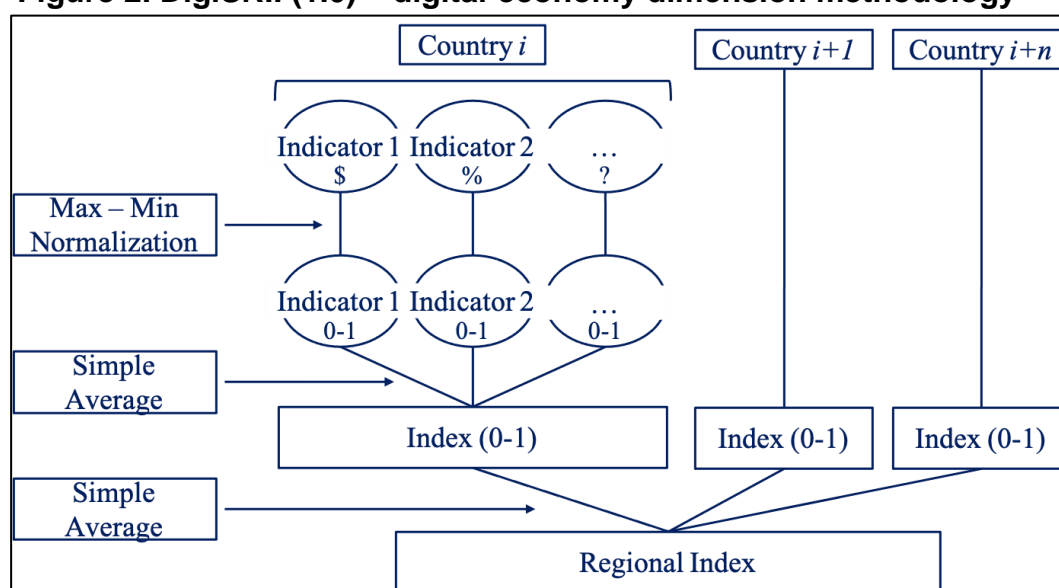 Country i
Country i+1
Country i+n
Indicator 1
$
Indicator 2
%
…
?
Max – Min
Normalization
Indicator 1
0-1
Indicator 2
0-1
…
0-1
Simple
Average
Index (0-1)
Index (0-1)
Index (0-1)
Simple
Average
Regional Index